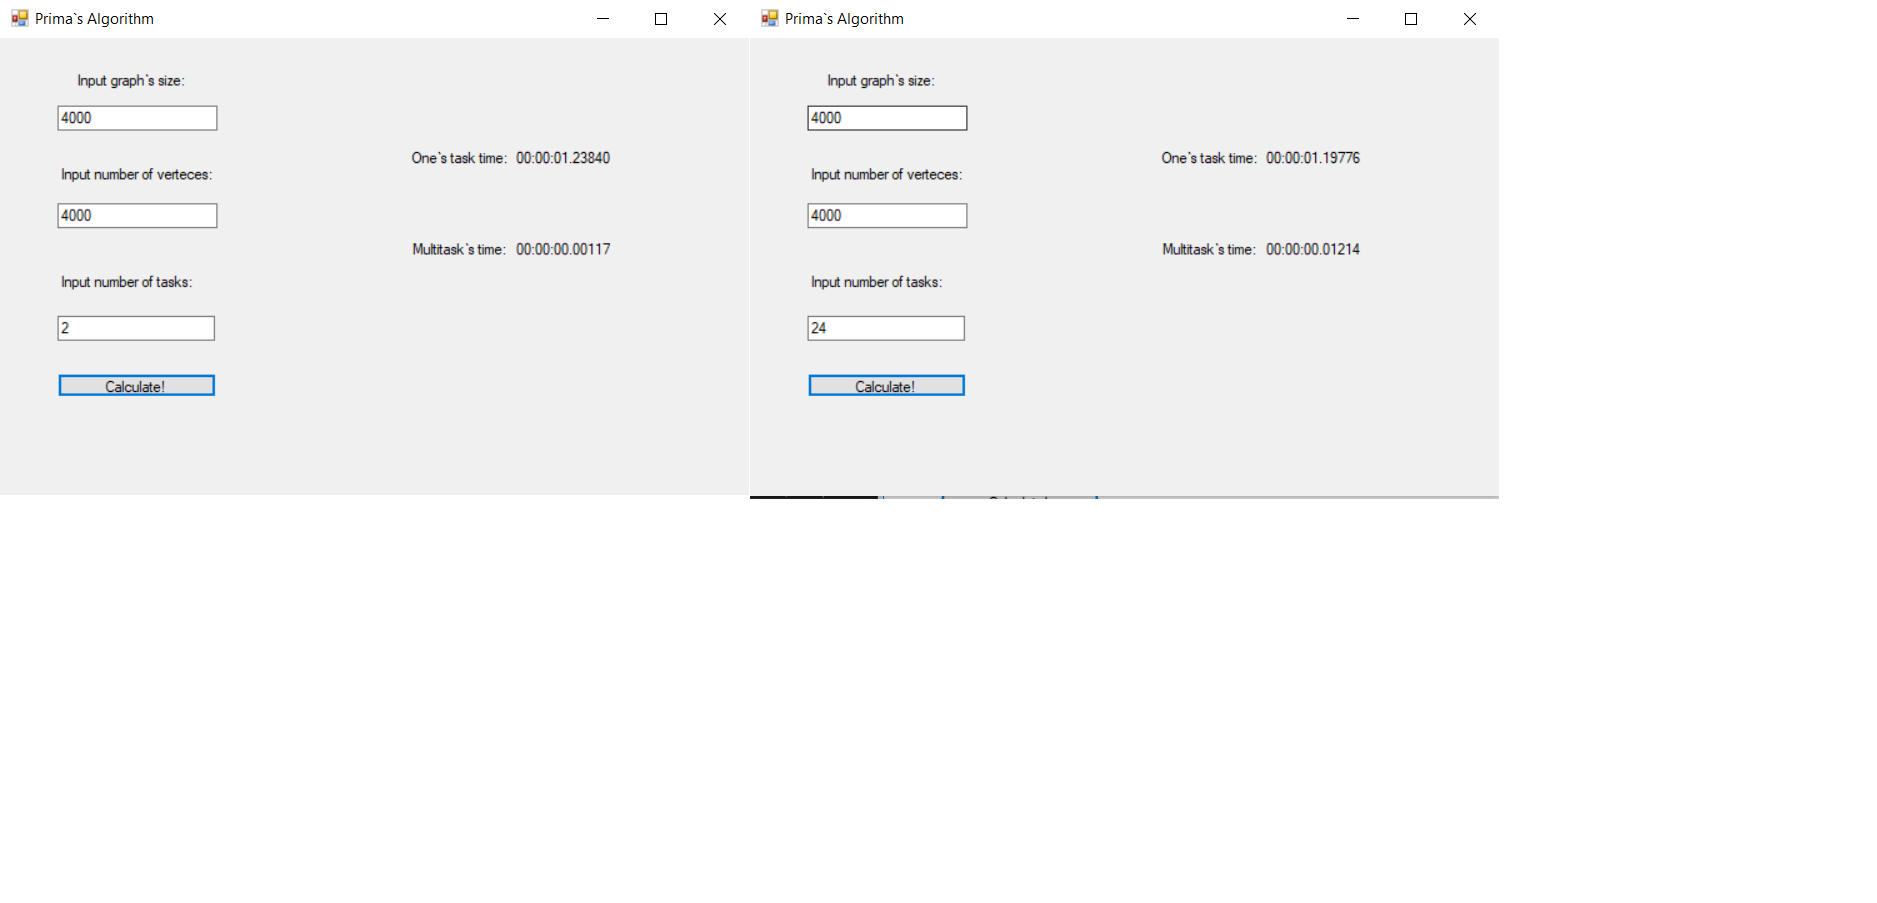 Prima`s Algorithm
Input graph`s size:
4000
One`s task time: 00:00:01.23840
Input number of verteces:
4000
Multitask`s time: 00:00:00.00117
Input number of tasks:
2
Calculate!
Prima`s Algorithm
Input graph`s size:
4000
One`s task time: 00:00:01.19776
Input number of verteces:
4000
Multitask`s time: 00:00:00.01214
Input number of tasks:
24
Calculate!